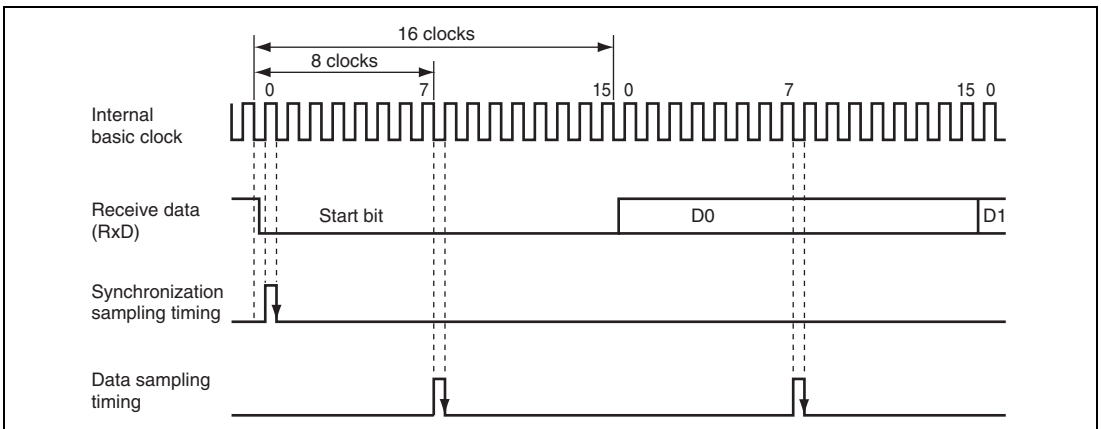 16 clocks
8 clocks
0 7 15 0 7 15 0
Internal
basic clock
Receive data
(RxD)
Start bit D0 D1
Synchronization
sampling timing
Data sampling
timing